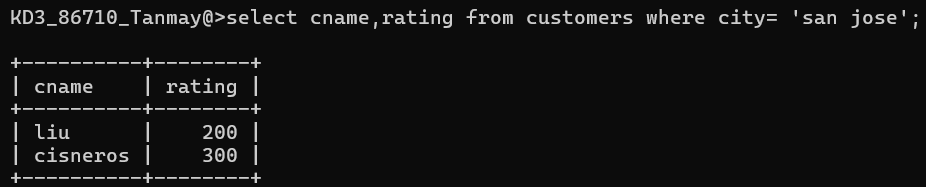 KD3_86710_Tanmay@>select cname,rating from customers where city= 'san jose';
+----------+--------+
| cname    | rating |
+----------+--------+
| liu      |    200 |
| cisneros |    300 |
+----------+--------+